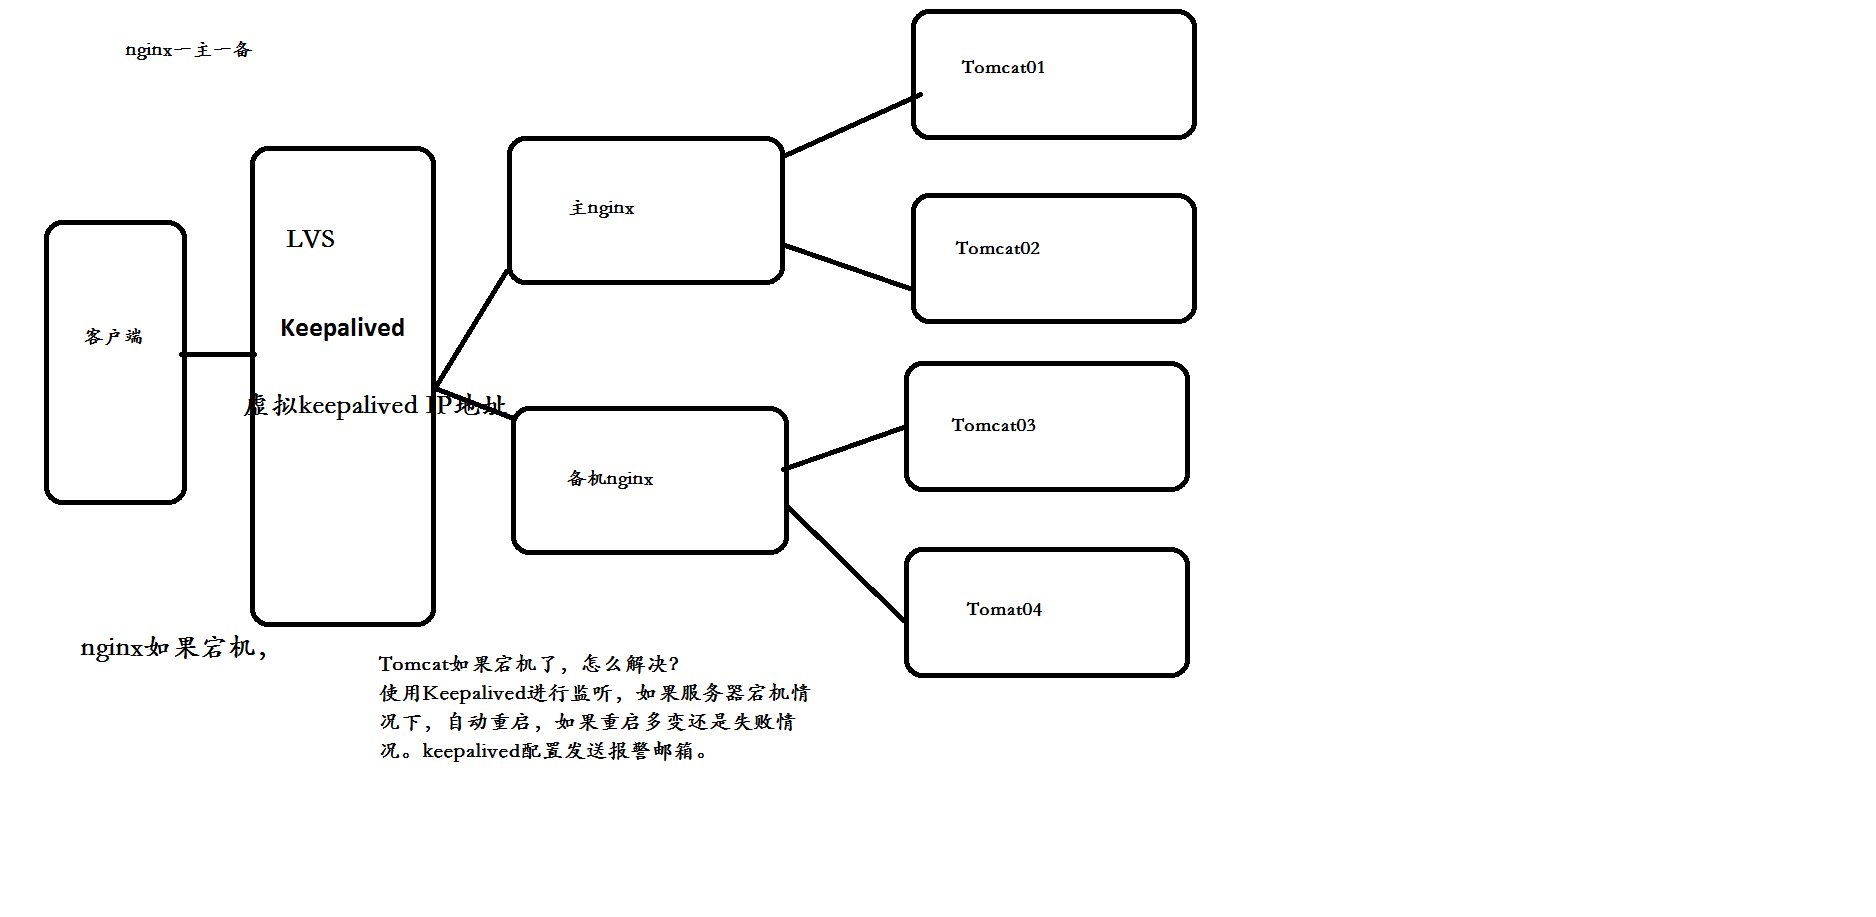 nginx一主一备
Tomcat01
主nginx
Tomcat02
LVS
客户端
Keepalived
虚拟keepalived IP地址
Tomcat03
备机nginx
Tomat04
nginx如果宕机，
Tomcat如果宕机了，怎么解决？
使用Keepalived进行监听，如果服务器宕机情
况下，自动重启，如果重启多变还是失败情
况。keepalived配置发送报警邮箱。